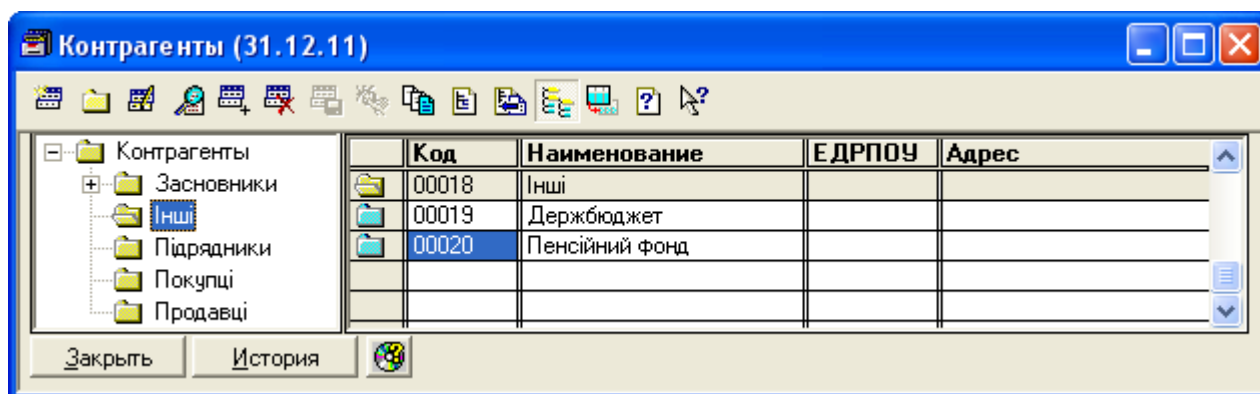 Контрагенты (31.12.11)
Контрагенты
Засновники
Інші
Підрядники
Покупці
Продавці
Код Наименование ЕДРПОУ Адрес
00018 Інші
00019 Держбюджет
00020 Пенсійний фонд
Закрыть История